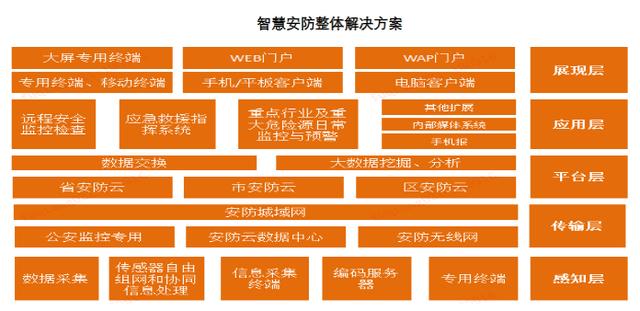 智慧安防整体解决方案
大屏专用终端
WEB门户
WAP门户
展现层
专用终端、移动终端
手机/平板客户端
电脑客户端
远程安全
监控检查
应急救援指
挥系统
重点行业及重
大危险源日常
监控与预警
其他扩展
内部媒体系统
手机报
应用层
数据交换
大数据挖掘、分析
平台层
省安防云
市安防云
区安防云
安防城域网
传输层
公安监控专用
安防云数据中心
安防无线网
数据采集
传感器自由
组网和协同
信息处理
信息采集
终端
编码服务
器
专用终端
感知层